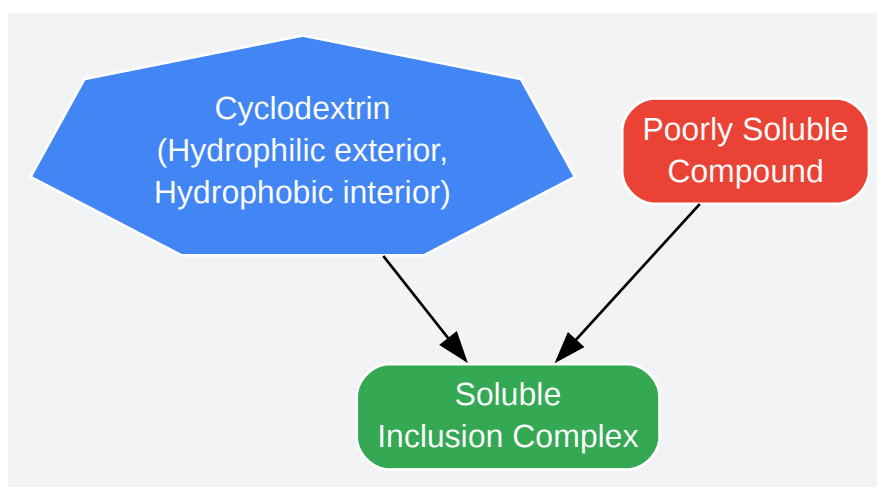 Cyclodextrin
(Hydrophilic exterior,
Hydrophobic interior)
Poorly Soluble
Compound
Soluble
Inclusion Complex